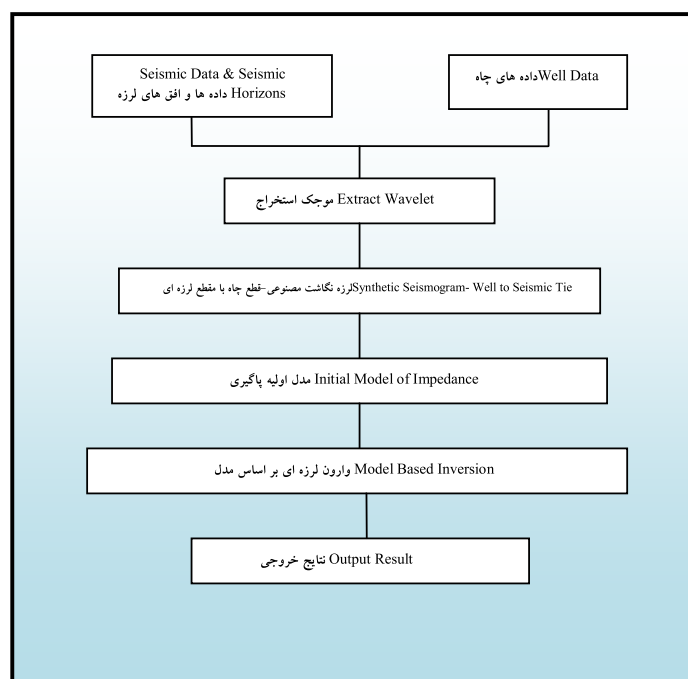 Seismic Data & Seismic
داده ها و افق های لرزه Horizons
داده های چاهWell Data
موجک استخراج Extract Wavelet
لرزه نگاشت مصنوعی-قطع چاه با مقطع لرزه ایSynthetic Seismogram- Well to Seismic Tie
مدل اولیه پاگیری Initial Model of Impedance
وارون لرزه ای بر اساس مدل Model Based Inversion
نتایج خروجی Output Result